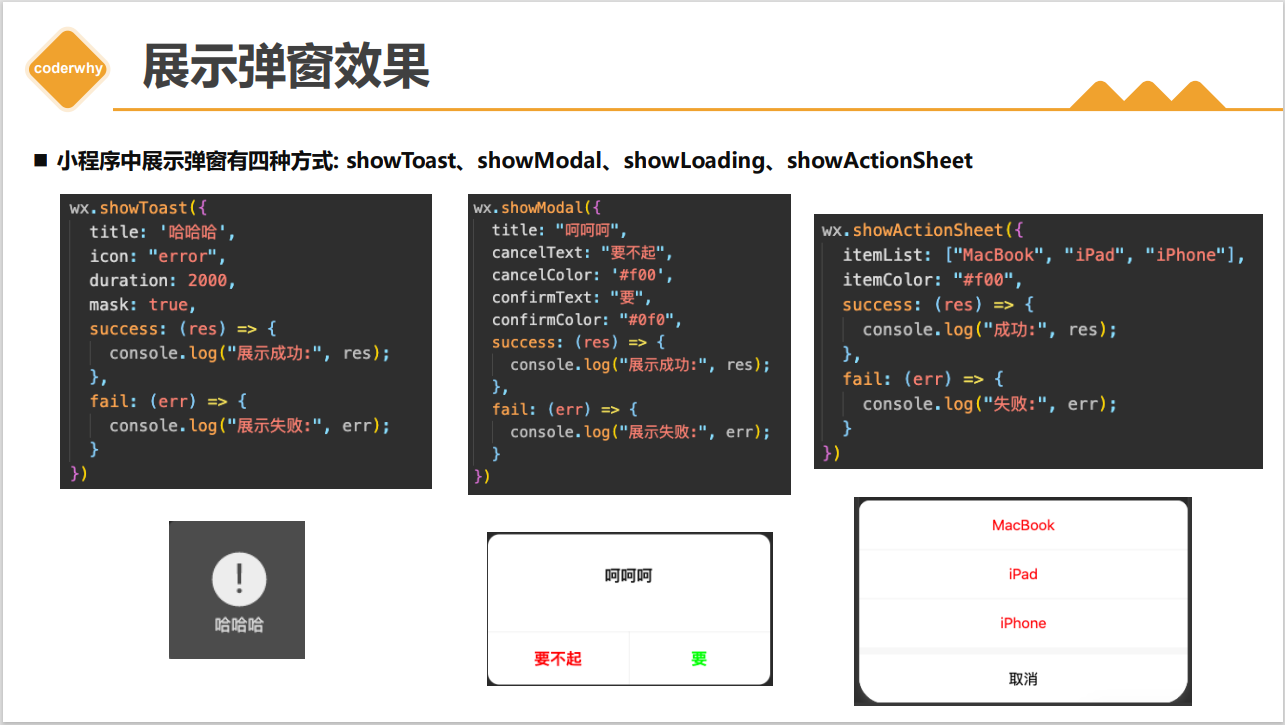 coderwhy
展示弹窗效果
■ 小程序中展示弹窗有四种方式: showToast、showModal、showLoading、showActionSheet
wx.showToast({
  title: '哈哈哈',
  icon: "error",
  duration: 2000,
  mask: true,
  success: (res) => {
    console.log("展示成功:", res);
  },
  fail: (err) => {
    console.log("展示失败:", err);
  }
})
wx.showModal({
  title: "呵呵呵",
  cancelText: "要不起",
  cancelColor: '#f00',
  confirmText: "要",
  confirmColor: "#0f0",
  success: (res) => {
    console.log("展示成功:", res);
  },
  fail: (err) => {
    console.log("展示失败:", err);
  }
})
wx.showActionSheet({
  itemList: ["MacBook", "iPad", "iPhone"],
  itemColor: "#f00",
  success: (res) => {
    console.log("成功:", res);
  },
  fail: (err) => {
    console.log("失败:", err);
  }
})
!
哈哈哈
呵呵呵
要不起 要
MacBook
iPad
iPhone
取消